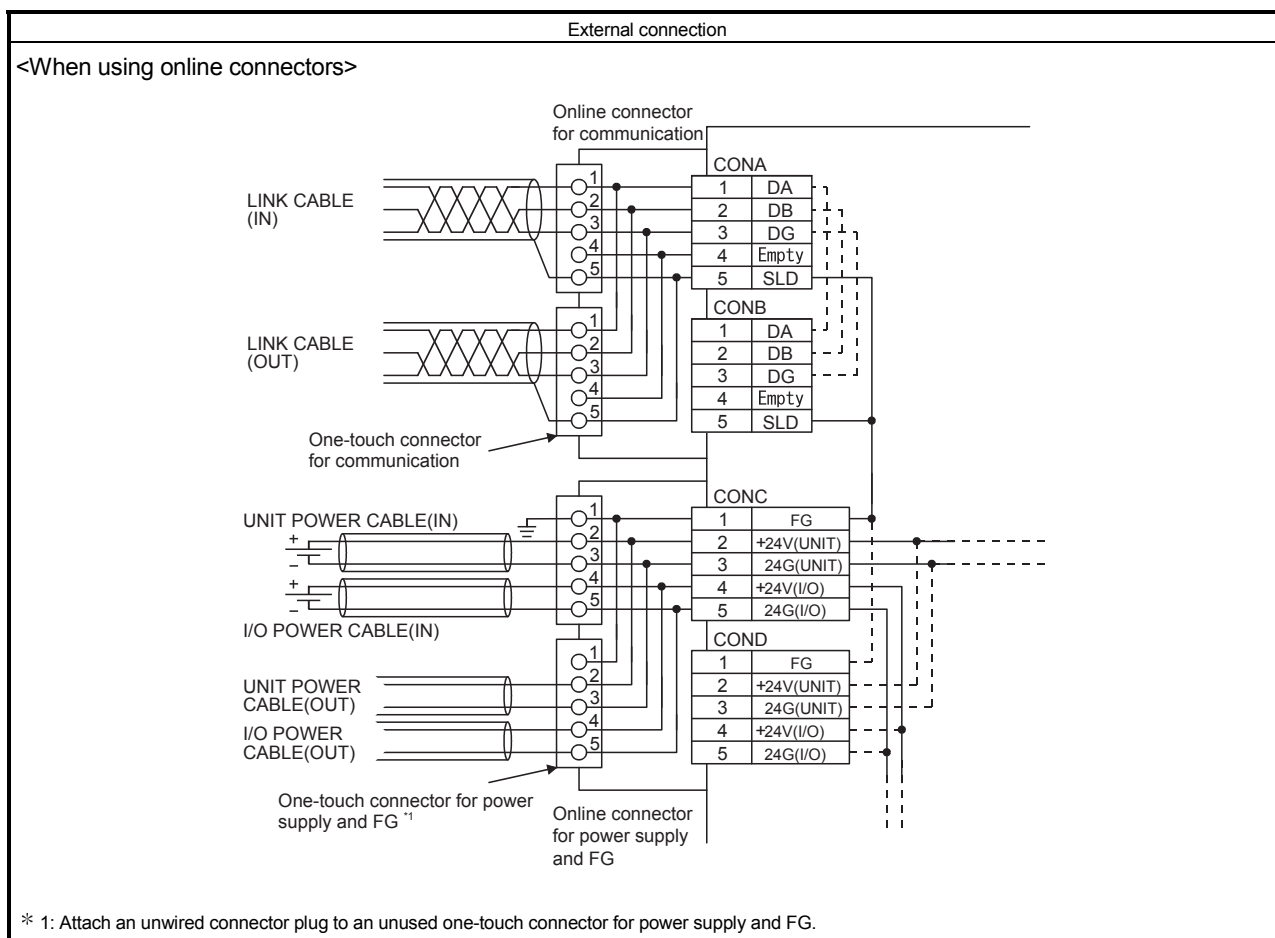 External connection
<When using online connectors>
Online connector
for communication
LINK CABLE
(IN)
1
2
3
4
5
CONA
1 DA
2 DB
3 DG
4 Empty
5 SLD
LINK CABLE
(OUT)
1
2
3
4
5
CONB
1 DA
2 DB
3 DG
4 Empty
5 SLD
One-touch connector
for communication
UNIT POWER CABLE(IN)
+
–
+
–
I/O POWER CABLE(IN)
1
2
3
4
5
CONC
1 FG
2 +24V(UNIT)
3 24G(UNIT)
4 +24V(I/O)
5 24G(I/O)
UNIT POWER
CABLE(OUT)
I/O POWER
CABLE(OUT)
1
2
3
4
5
COND
1 FG
2 +24V(UNIT)
3 24G(UNIT)
4 +24V(I/O)
5 24G(I/O)
One-touch connector for power
supply and FG *1
Online connector
for power supply
and FG
* 1: Attach an unwired connector plug to an unused one-touch connector for power supply and FG.